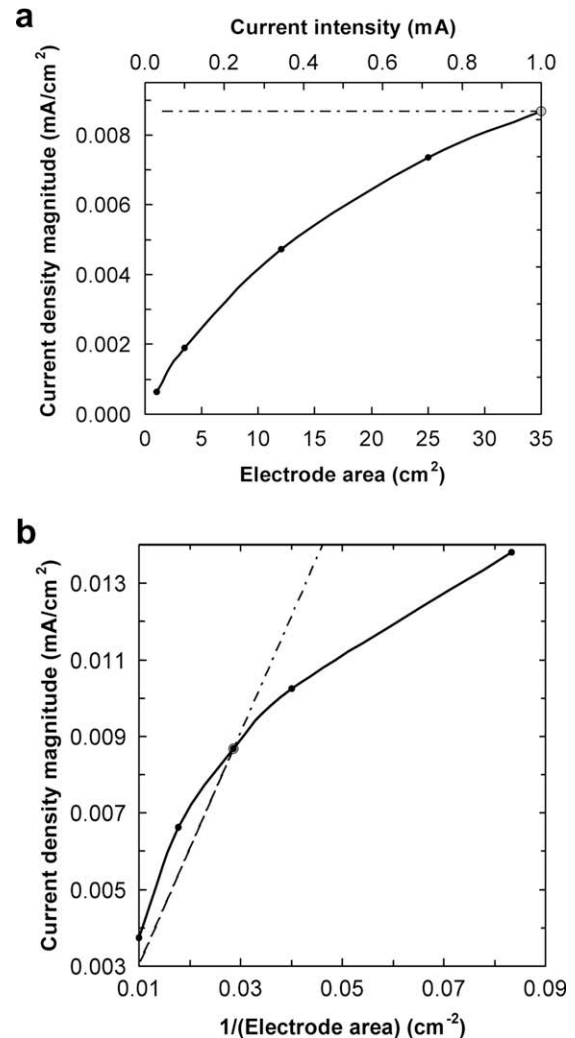 a
Current intensity (mA)
0.0 0.2 0.4 0.6 0.8 1.0
Current density magnitude (mA/cm²)
0.008
0.006
0.004
0.002
0.000
0 5 10 15 20 25 30 35
Electrode area (cm²)
b
Current density magnitude (mA/cm²)
0.013
0.011
0.009
0.007
0.005
0.003
0.01 0.03 0.05 0.07 0.09
1/(Electrode area) (cm⁻²)